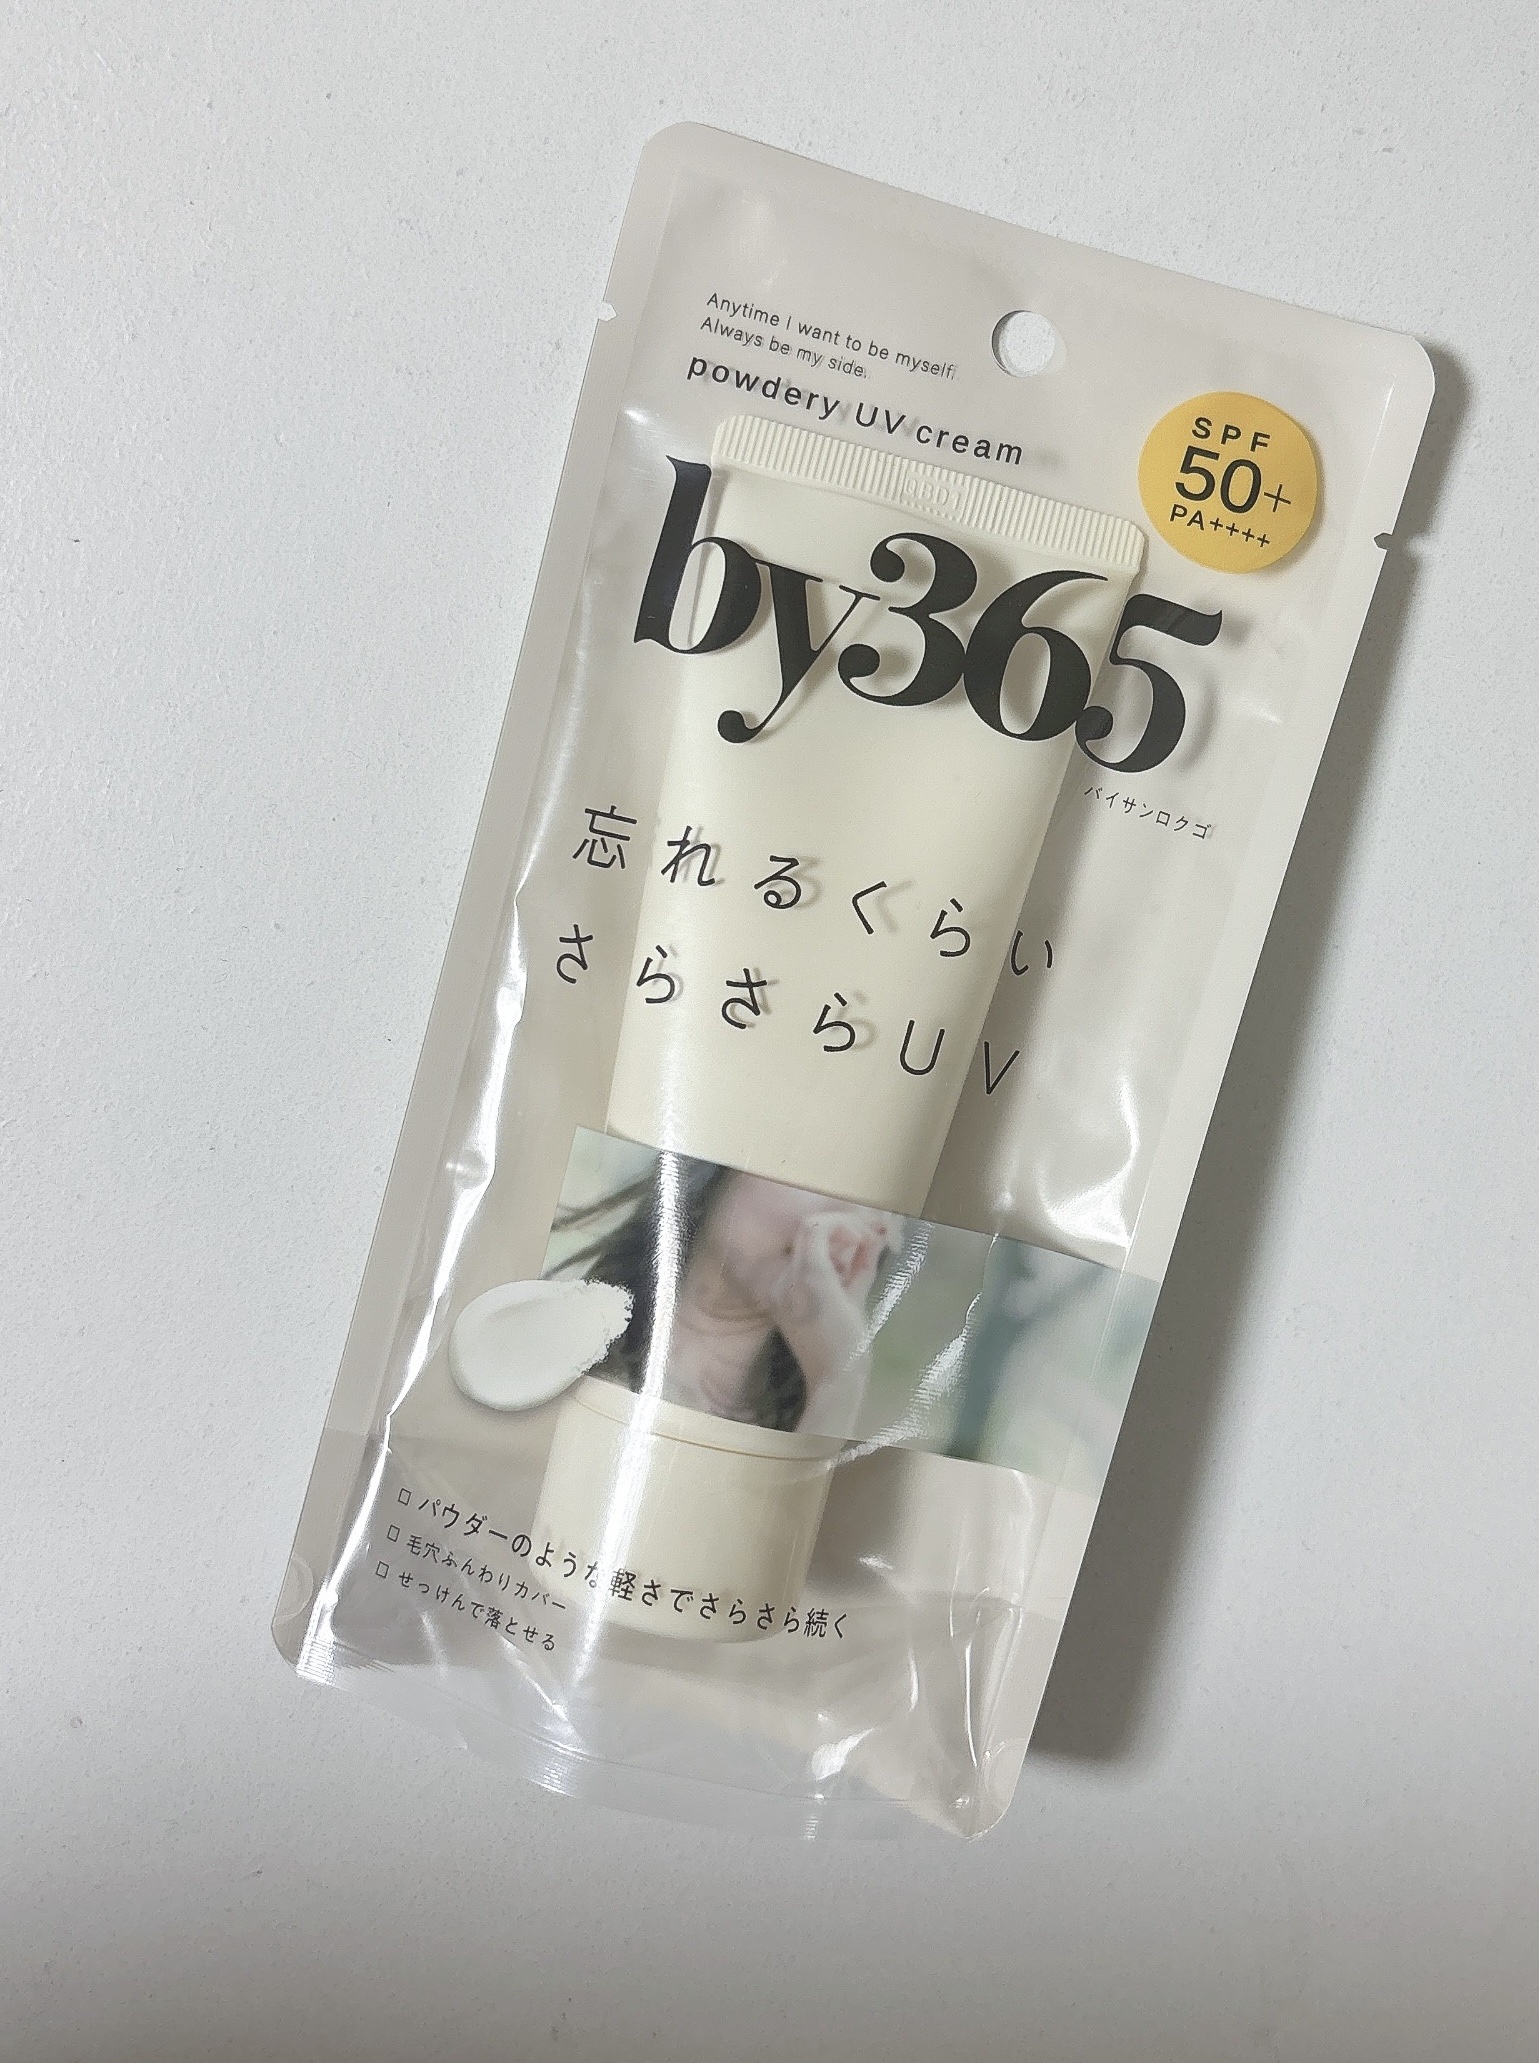 Anytime I want to be myself.
Always be my side.
powdery UV cream
SPF
50+
PA++++
by365
バイサンロクゴ
忘れるくらい
さらさらUV
□ パウダーのような軽さでさらさら続く
□ 毛穴ふんわりカバー
□ せっけんで落とせる